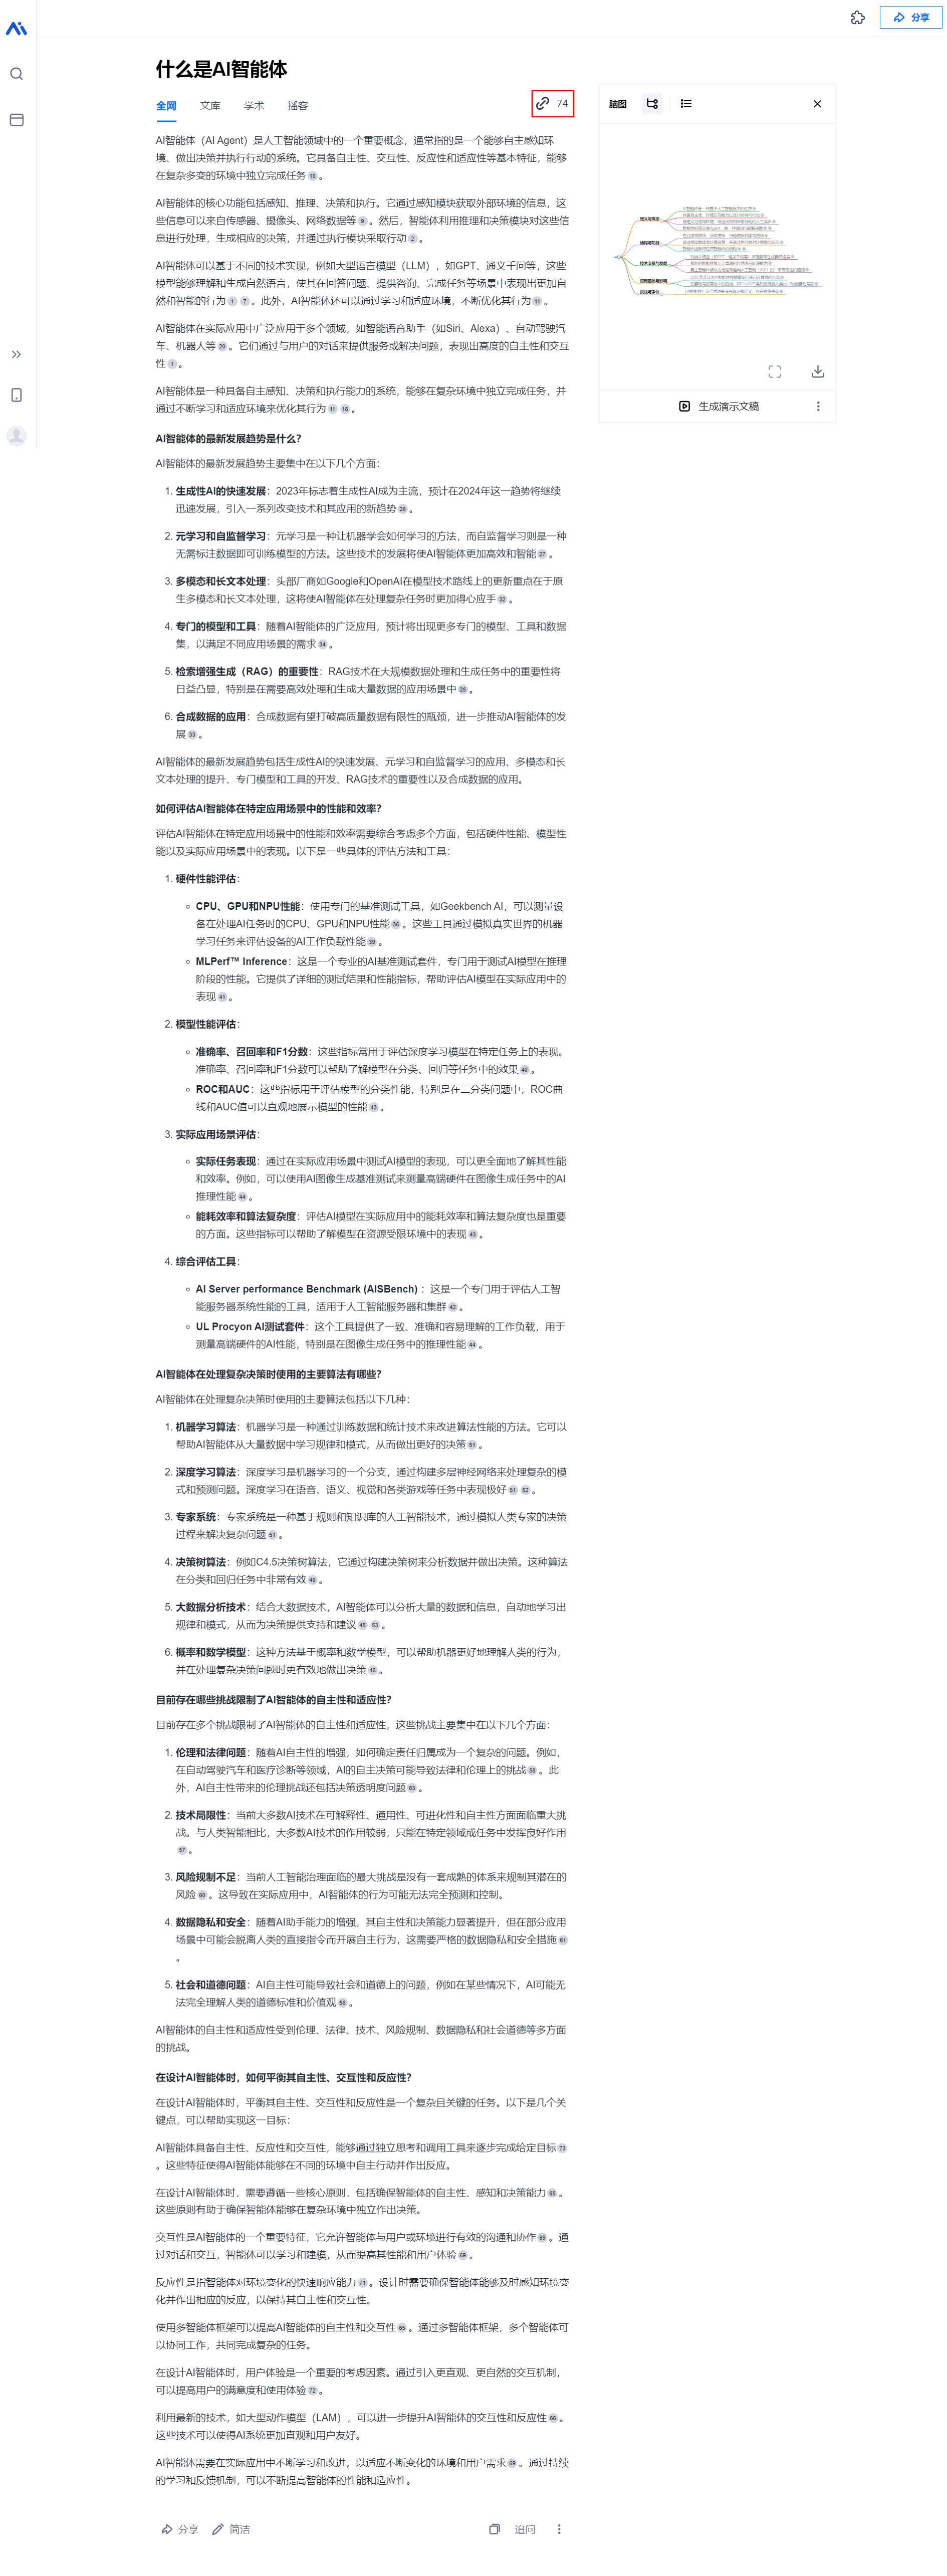 分享
什么是AI智能体
全网 文库 学术 播客
74
脑图
AI智能体（AI Agent）是人工智能领域中的一个重要概念，通常指的是一个能够自主感知环
境、做出决策并执行行动的系统。它具备自主性、交互性、反应性和适应性等基本特征，能够
在复杂多变的环境中独立完成任务 18 。
AI智能体的核心功能包括感知、推理、决策和执行。它通过感知模块获取外部环境的信息，这
些信息可以来自传感器、摄像头、网络数据等 9 。然后，智能体利用推理和决策模块对这些信
息进行处理，生成相应的决策，并通过执行模块采取行动 2 。
AI智能体可以基于不同的技术实现，例如大型语言模型（LLM），如GPT、通义千问等，这些
模型能够理解和生成自然语言，使其在回答问题、提供咨询、完成任务等场景中表现出更加自
然和智能的行为 1 7 。此外，AI智能体还可以通过学习和适应环境，不断优化其行为 11 。
AI智能体在实际应用中广泛应用于多个领域，如智能语音助手（如Siri、Alexa）、自动驾驶汽
车、机器人等 20 。它们通过与用户的对话来提供服务或解决问题，表现出高度的自主性和交互
性 1 。
AI智能体是一种具备自主感知、决策和执行能力的系统，能够在复杂环境中独立完成任务，并
通过不断学习和适应环境来优化其行为 11 18 。
生成演示文稿
AI智能体的最新发展趋势是什么？
AI智能体的最新发展趋势主要集中在以下几个方面：
1. 生成性AI的快速发展：2023年标志着生成性AI成为主流，预计在2024年这一趋势将继续
迅速发展，引入一系列改变技术和其应用的新趋势 26 。
2. 元学习和自监督学习：元学习是一种让机器学会如何学习的方法，而自监督学习则是一种
无需标注数据即可训练模型的方法。这些技术的发展将使AI智能体更加高效和智能 27 。
3. 多模态和长文本处理：头部厂商如Google和OpenAI在模型技术路线上的更新重点在于原
生多模态和长文本处理，这将使AI智能体在处理复杂任务时更加得心应手 32 。
4. 专门的模型和工具：随着AI智能体的广泛应用，预计将出现更多专门的模型、工具和数据
集，以满足不同应用场景的需求 34 。
5. 检索增强生成（RAG）的重要性：RAG技术在大规模数据处理和生成任务中的重要性将
日益凸显，特别是在需要高效处理和生成大量数据的应用场景中 28 。
6. 合成数据的应用：合成数据有望打破高质量数据有限性的瓶颈，进一步推动AI智能体的发
展 33 。
AI智能体的最新发展趋势包括生成性AI的快速发展、元学习和自监督学习的应用、多模态和长
文本处理的提升、专门模型和工具的开发、RAG技术的重要性以及合成数据的应用。
如何评估AI智能体在特定应用场景中的性能和效率？
评估AI智能体在特定应用场景中的性能和效率需要综合考虑多个方面，包括硬件性能、模型性
能以及实际应用场景中的表现。以下是一些具体的评估方法和工具：
1. 硬件性能评估：
CPU、GPU和NPU性能：使用专门的基准测试工具，如Geekbench AI，可以测量设
备在处理AI任务时的CPU、GPU和NPU性能 36 。这些工具通过模拟真实世界的机器
学习任务来评估设备的AI工作负载性能 39 。
MLPerf™ Inference：这是一个专业的AI基准测试套件，专门用于测试AI模型在推理
阶段的性能。它提供了详细的测试结果和性能指标，帮助评估AI模型在实际应用中的
表现 41 。
2. 模型性能评估：
准确率、召回率和F1分数：这些指标常用于评估深度学习模型在特定任务上的表现。
准确率、召回率和F1分数可以帮助了解模型在分类、回归等任务中的效果 40 。
ROC和AUC：这些指标用于评估模型的分类性能，特别是在二分类问题中，ROC曲
线和AUC值可以直观地展示模型的性能 43 。
3. 实际应用场景评估：
实际任务表现：通过在实际应用场景中测试AI模型的表现，可以更全面地了解其性能
和效率。例如，可以使用AI图像生成基准测试来测量高端硬件在图像生成任务中的AI
推理性能 44 。
能耗效率和算法复杂度：评估AI模型在实际应用中的能耗效率和算法复杂度也是重要
的方面。这些指标可以帮助了解模型在资源受限环境中的表现 43 。
4. 综合评估工具：
AI Server performance Benchmark (AISBench) ：这是一个专门用于评估人工智
能服务器系统性能的工具，适用于人工智能服务器和集群 42 。
UL Procyon AI测试套件：这个工具提供了一致、准确和容易理解的工作负载，用于
测量高端硬件的AI性能，特别是在图像生成任务中的推理性能 44 。
AI智能体在处理复杂决策时使用的主要算法有哪些？
AI智能体在处理复杂决策时使用的主要算法包括以下几种：
1. 机器学习算法：机器学习是一种通过训练数据和统计技术来改进算法性能的方法。它可以
帮助AI智能体从大量数据中学习规律和模式，从而做出更好的决策 51 。
2. 深度学习算法：深度学习是机器学习的一个分支，通过构建多层神经网络来处理复杂的模
式和预测问题。深度学习在语音、语义、视觉和各类游戏等任务中表现极好 51 52 。
3. 专家系统：专家系统是一种基于规则和知识库的人工智能技术，通过模拟人类专家的决策
过程来解决复杂问题 51 。
4. 决策树算法：例如C4.5决策树算法，它通过构建决策树来分析数据并做出决策。这种算法
在分类和回归任务中非常有效 49 。
5. 大数据分析技术：结合大数据技术，AI智能体可以分析大量的数据和信息，自动地学习出
规律和模式，从而为决策提供支持和建议 48 53 。
6. 概率和数学模型：这种方法基于概率和数学模型，可以帮助机器更好地理解人类的行为，
并在处理复杂决策问题时更有效地做出决策 46 。
目前存在哪些挑战限制了AI智能体的自主性和适应性？
目前存在多个挑战限制了AI智能体的自主性和适应性，这些挑战主要集中在以下几个方面：
1. 伦理和法律问题：随着AI自主性的增强，如何确定责任归属成为一个复杂的问题。例如，
在自动驾驶汽车和医疗诊断等领域，AI的自主决策可能导致法律和伦理上的挑战 55 。此
外，AI自主性带来的伦理挑战还包括决策透明度问题 63 。
2. 技术局限性：当前大多数AI技术在可解释性、通用性、可进化性和自主性方面面临重大挑
战。与人类智能相比，大多数AI技术的作用较弱，只能在特定领域或任务中发挥良好作用
57 。
3. 风险规制不足：当前人工智能治理面临的最大挑战是没有一套成熟的体系来规制其潜在的
风险 60 。这导致在实际应用中，AI智能体的行为可能无法完全预测和控制。
4. 数据隐私和安全：随着AI助手能力的增强，其自主性和决策能力显著提升，但在部分应用
场景中可能会脱离人类的直接指令而开展自主行为，这需要严格的数据隐私和安全措施 61
。
5. 社会和道德问题：AI自主性可能导致社会和道德上的问题，例如在某些情况下，AI可能无
法完全理解人类的道德标准和价值观 56 。
AI智能体的自主性和适应性受到伦理、法律、技术、风险规制、数据隐私和社会道德等多方面
的挑战。
在设计AI智能体时，如何平衡其自主性、交互性和反应性？
在设计AI智能体时，平衡其自主性、交互性和反应性是一个复杂且关键的任务。以下是几个关
键点，可以帮助实现这一目标：
AI智能体具备自主性、反应性和交互性，能够通过独立思考和调用工具来逐步完成给定目标 73
。这些特征使得AI智能体能够在不同的环境中自主行动并作出反应。
在设计AI智能体时，需要遵循一些核心原则，包括确保智能体的自主性、感知和决策能力 68 。
这些原则有助于确保智能体能够在复杂环境中独立作出决策。
交互性是AI智能体的一个重要特征，它允许智能体与用户或环境进行有效的沟通和协作 69 。通
过对话和交互，智能体可以学习和建模，从而提高其性能和用户体验 69 。
反应性是指智能体对环境变化的快速响应能力 71 。设计时需要确保智能体能够及时感知环境变
化并作出相应的反应，以保持其自主性和交互性。
使用多智能体框架可以提高AI智能体的自主性和交互性 65 。通过多智能体框架，多个智能体可
以协同工作，共同完成复杂的任务。
在设计AI智能体时，用户体验是一个重要的考虑因素。通过引入更直观、更自然的交互机制，
可以提高用户的满意度和使用体验 72 。
利用最新的技术，如大型动作模型（LAM），可以进一步提升AI智能体的交互性和反应性 66 。
这些技术可以使得AI系统更加直观和用户友好。
AI智能体需要在实际应用中不断学习和改进，以适应不断变化的环境和用户需求 69 。通过持续
的学习和反馈机制，可以不断提高智能体的性能和适应性。
分享 简洁 追问